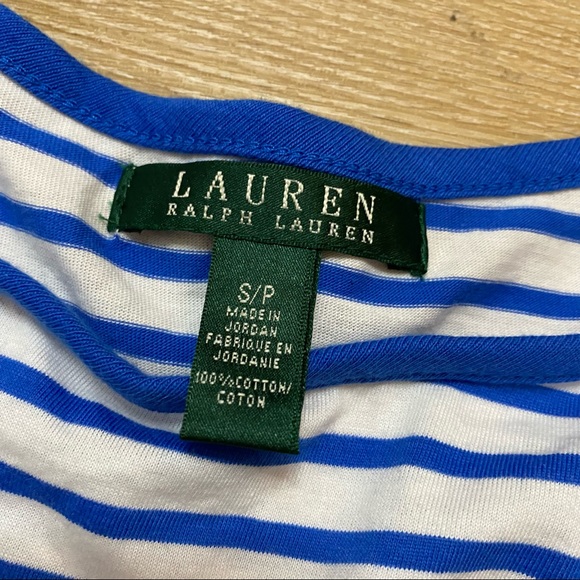 LAUREN
RALPH LAUREN
S/P
MADE IN
JORDAN
FABRIQUE EN
JORDANIE
100% COTTON/
COTON